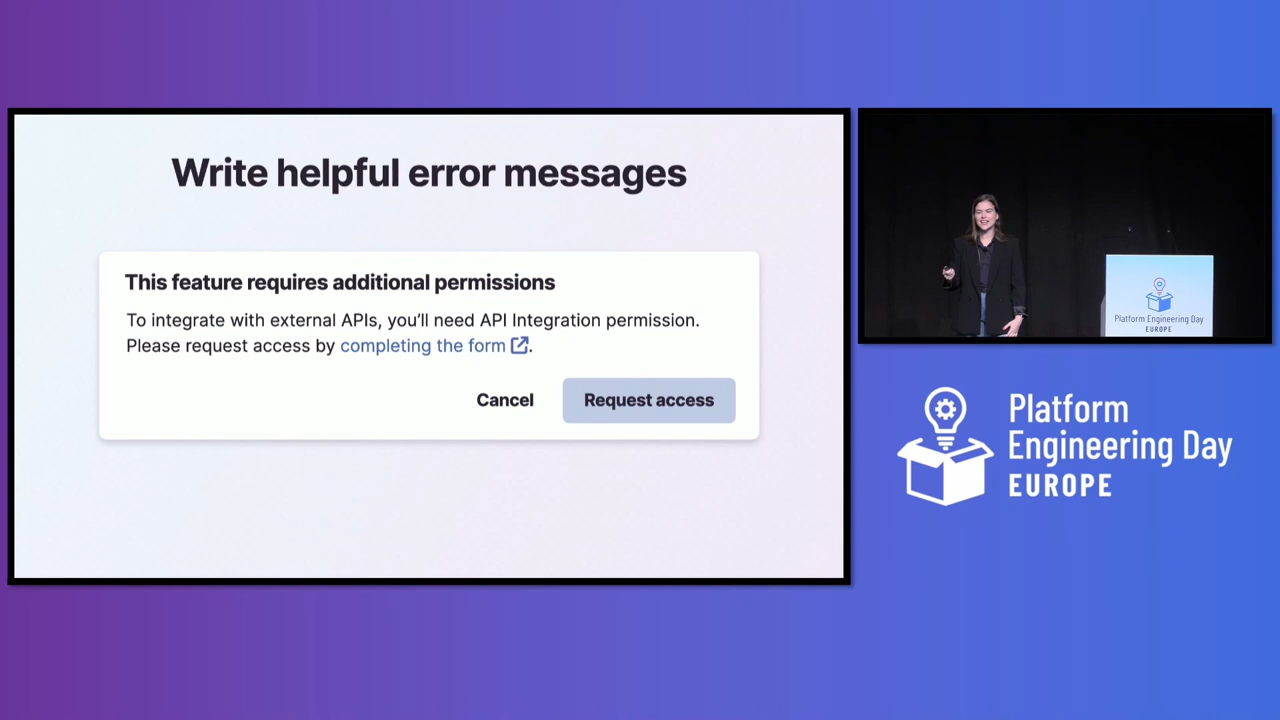 Write helpful error messages
This feature requires additional permissions
To integrate with external APIs, you’ll need API Integration permission.
Please request access by completing the form.
Cancel
Request access
Platform Engineering Day
EUROPE
Platform
Engineering Day
EUROPE